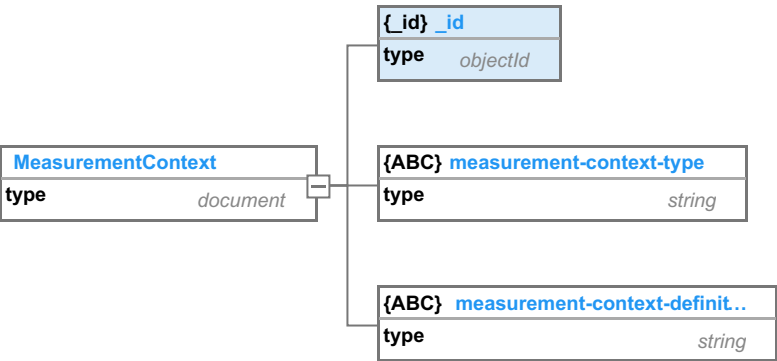 {_id} _id
type objectId
MeasurementContext
type document
{ABC} measurement-context-type
type string
{ABC} measurement-context-definit...
type string